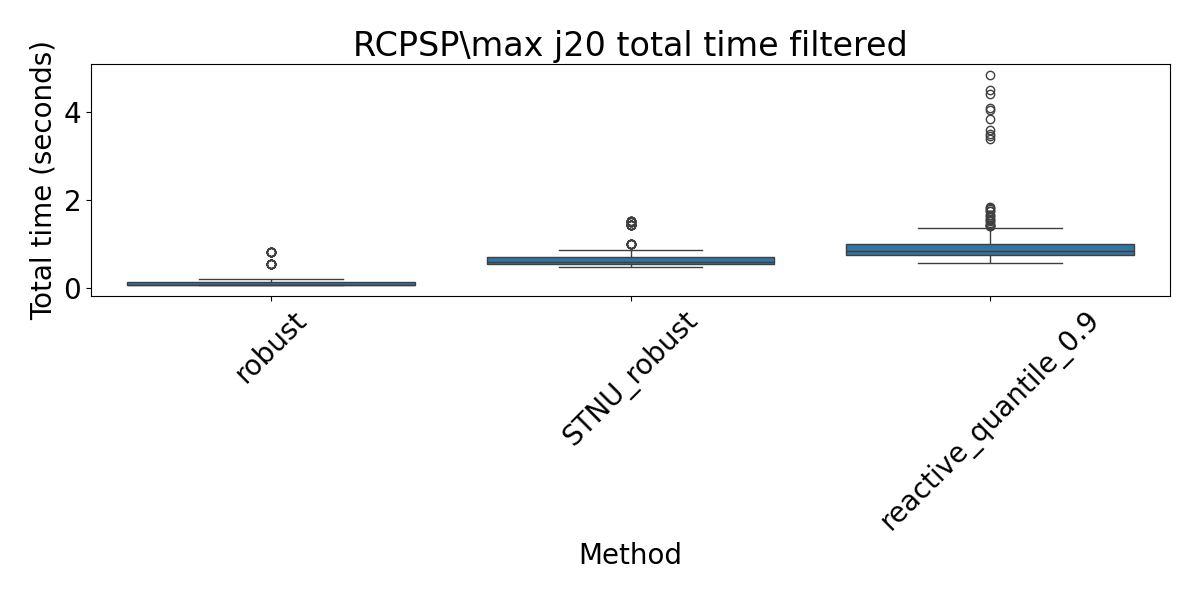 RCPSP\max j20 total time filtered
Total time (seconds)
4
2
0
robust
STNU_robust
reactive_quantile_0.9
Method